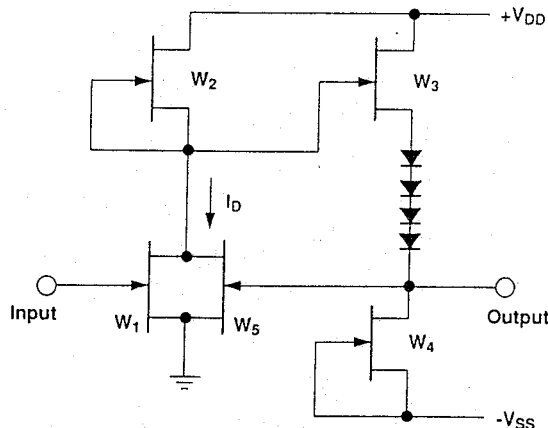 +V_DD
W_2
W_3
I_D
Input
W_1
W_5
W_4
Output
-V_SS